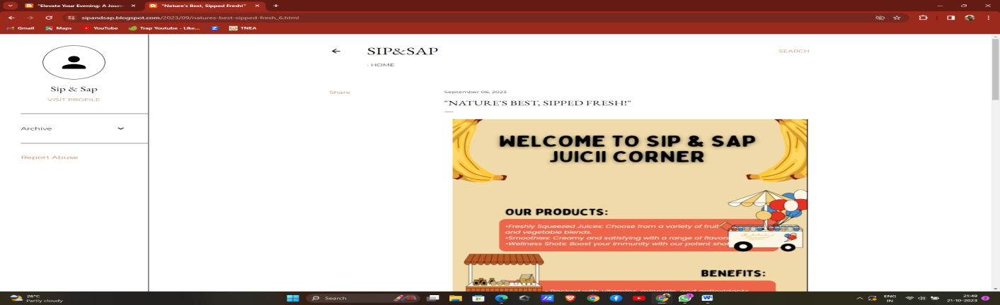 "Elevate Your Evening: A Journ
"Nature's Best, Sipped Fresh!"
sipandsap.blogspot.com/2023/09/natures-best-sipped-fresh_6.html
Gmail
Maps
YouTube
Trap Youtube - Like...
TNEA
Sip & Sap
VISIT PROFILE
Archive
Report Abuse
SIP&SAP
SEARCH
· HOME
Share
September 06, 2023
"NATURE'S BEST, SIPPED FRESH!"
WELCOME TO SIP & SAP
JUICII CORNER
OUR PRODUCTS:
•Freshly Squeezed Juices: Choose from a variety of fruit
and vegetable blends.
•Smoothies: Creamy and satisfying with a range of flavor
•Wellness Shots: Boost your immunity with our potent shot
BENEFITS:
• Packed with vitamins, minerals, and antioxidants
26°C
Partly cloudy
Search
ENG
IN
21:49
21-10-2023